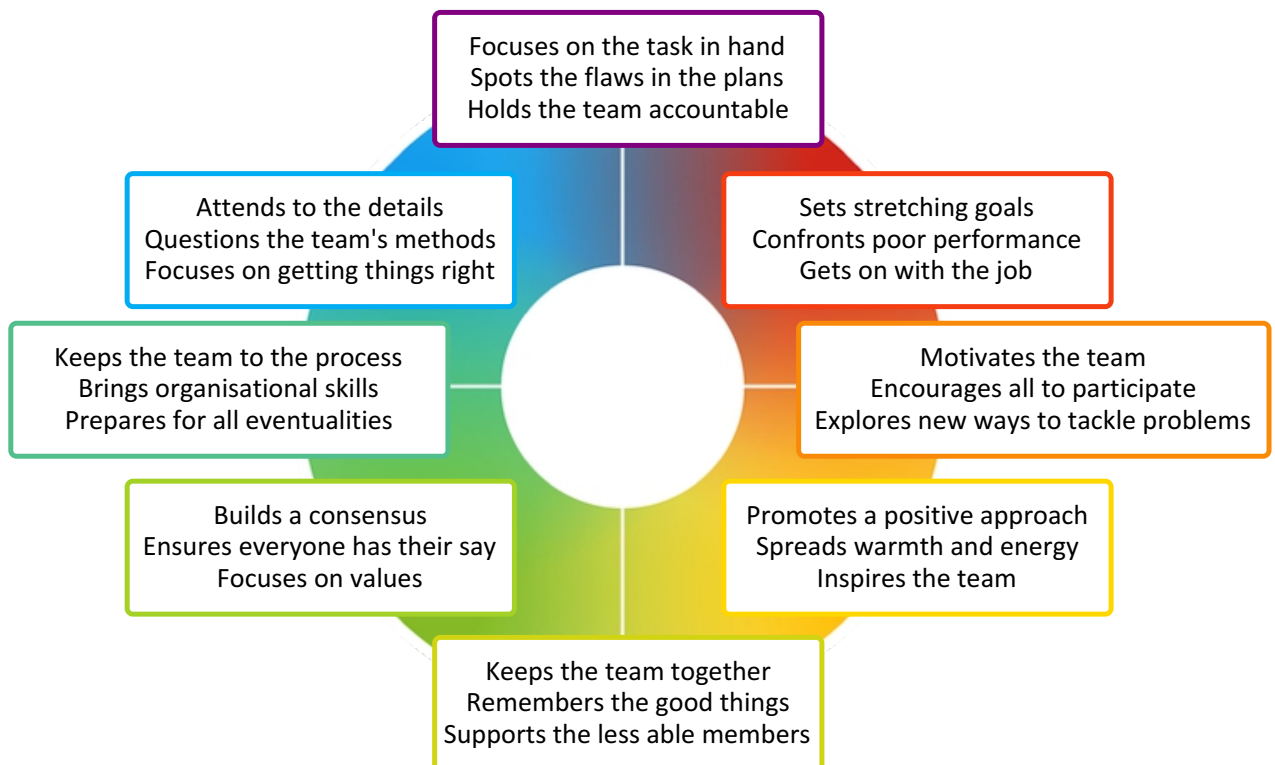 Focuses on the task in hand
Spots the flaws in the plans
Holds the team accountable
Attends to the details
Questions the team's methods
Focuses on getting things right
Sets stretching goals
Confronts poor performance
Gets on with the job
Keeps the team to the process
Brings organisational skills
Prepares for all eventualities
Motivates the team
Encourages all to participate
Explores new ways to tackle problems
Builds a consensus
Ensures everyone has their say
Focuses on values
Promotes a positive approach
Spreads warmth and energy
Inspires the team
Keeps the team together
Remembers the good things
Supports the less able members